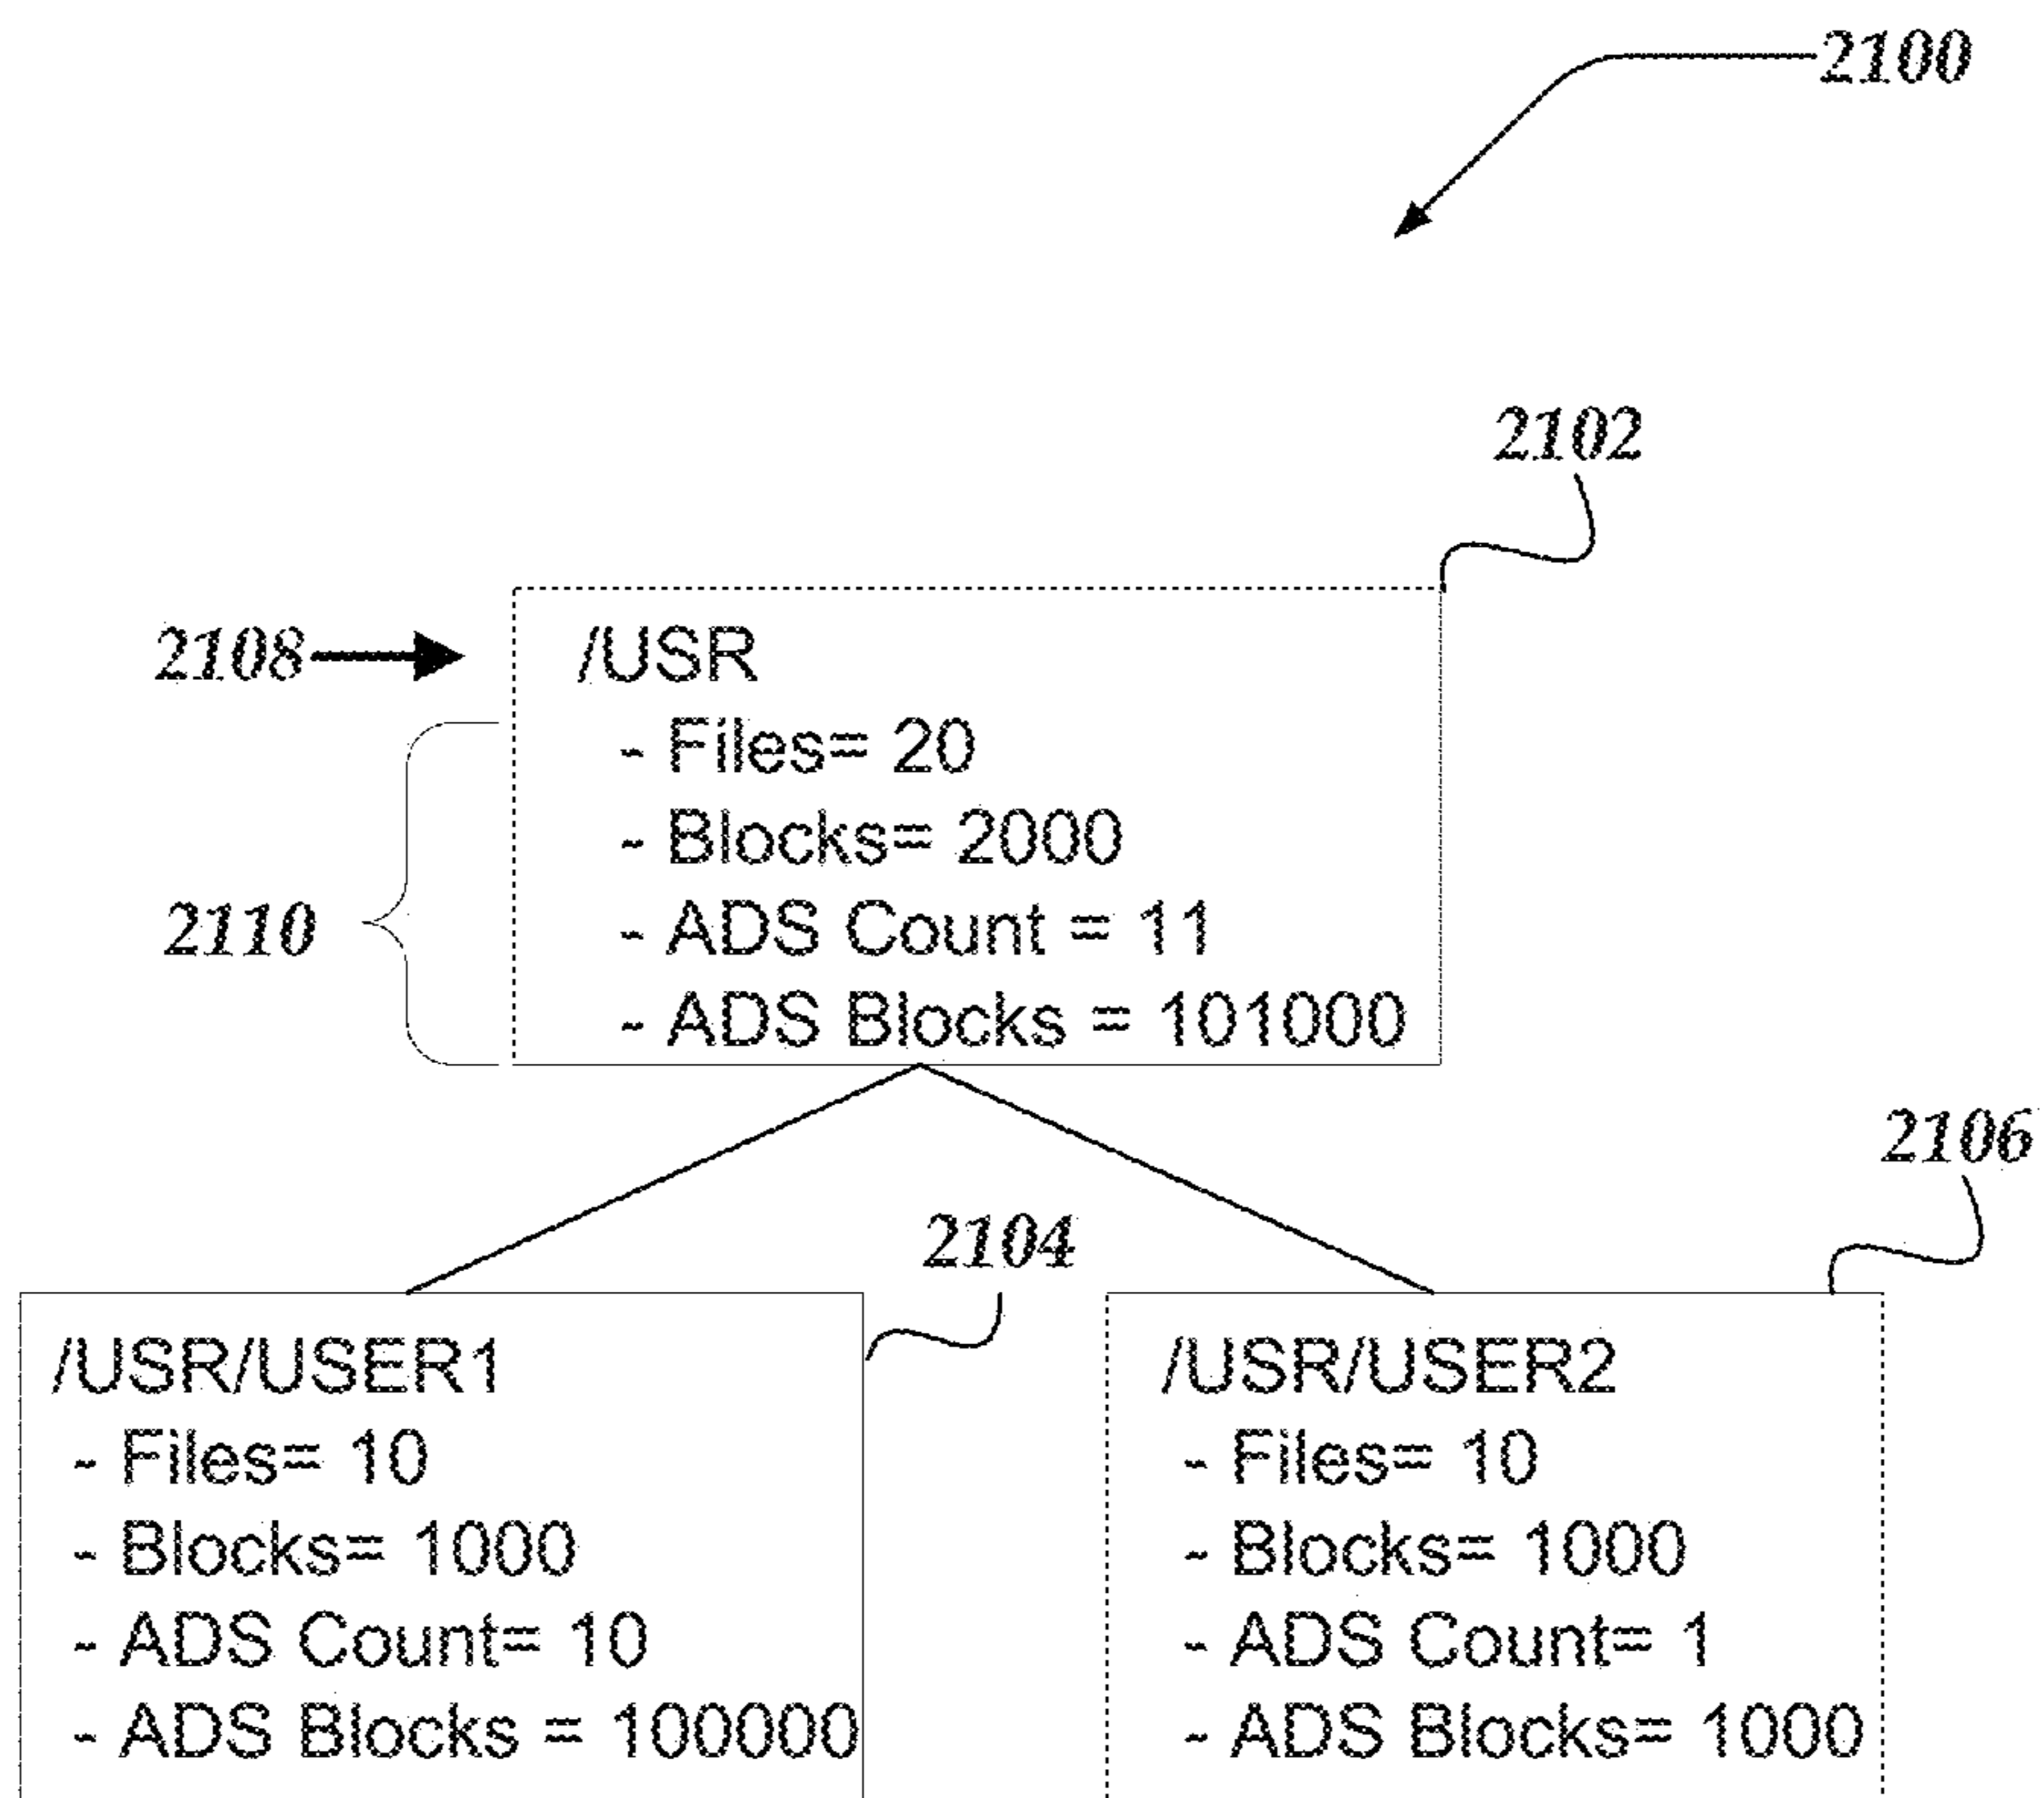 2100
2102
2108
/USR
- Files= 20
- Blocks= 2000
2110
- ADS Count = 11
- ADS Blocks = 101000
2106
2104
/USR/USER1
- Files= 10
- Blocks= 1000
- ADS Count= 10
- ADS Blocks = 100000
/USR/USER2
- Files= 10
- Blocks= 1000
- ADS Count= 1
- ADS Blocks= 1000